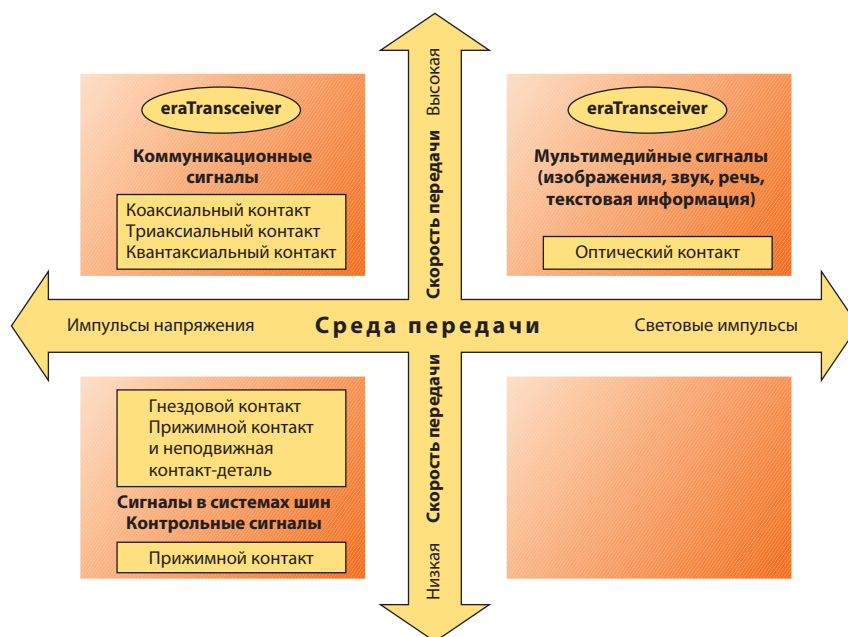 eraTransceiver
Коммуникационные
сигналы
Коаксиальный контакт
Триаксиальный контакт
Квантаксиальный контакт
Высокая
Скорость передачи
eraTransceiver
Мультимедийные сигналы
(изображения, звук, речь,
текстовая информация)
Оптический контакт
Импульсы напряжения
Среда передачи
Световые импульсы
Гнездовой контакт
Прижимной контакт
и неподвижная
контакт-деталь
Сигналы в системах шин
Контрольные сигналы
Прижимной контакт
Скорость передачи
Низкая